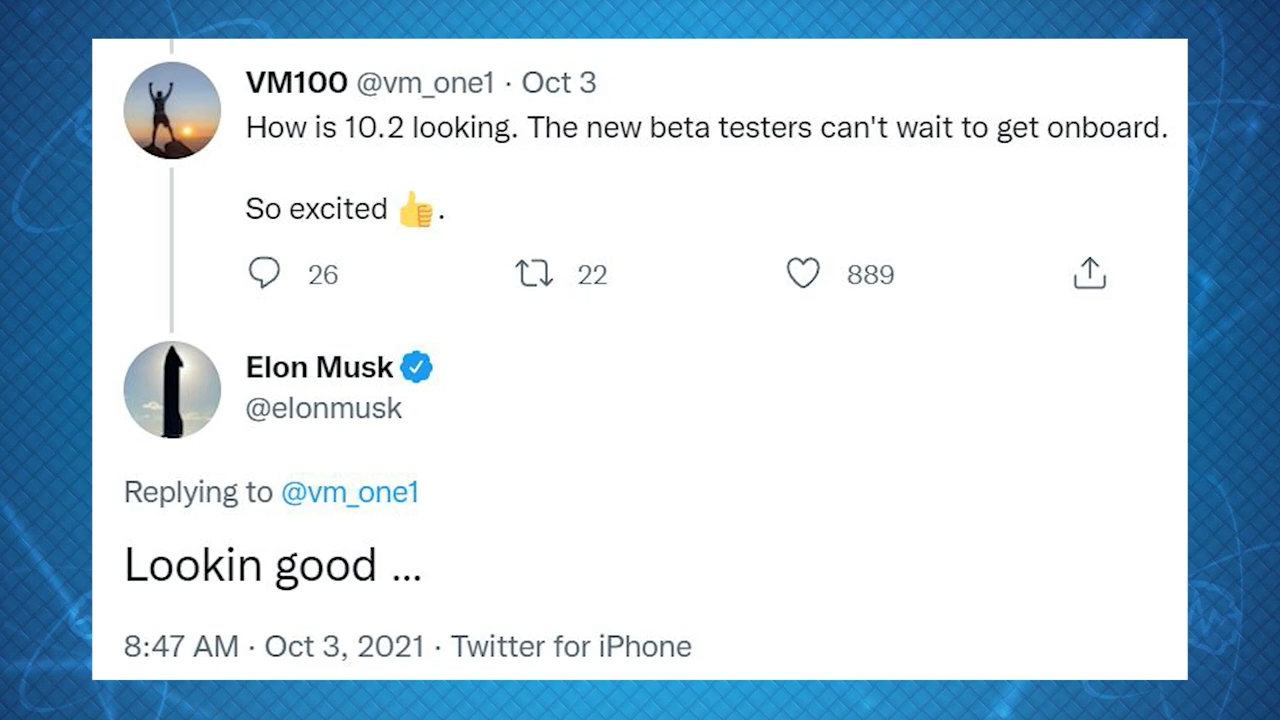 VM100 @vm_one1 · Oct 3
How is 10.2 looking. The new beta testers can't wait to get onboard.
So excited 👍.
26 22 889
Elon Musk
@elonmusk
Replying to @vm_one1
Lookin good ...
8:47 AM · Oct 3, 2021 · Twitter for iPhone